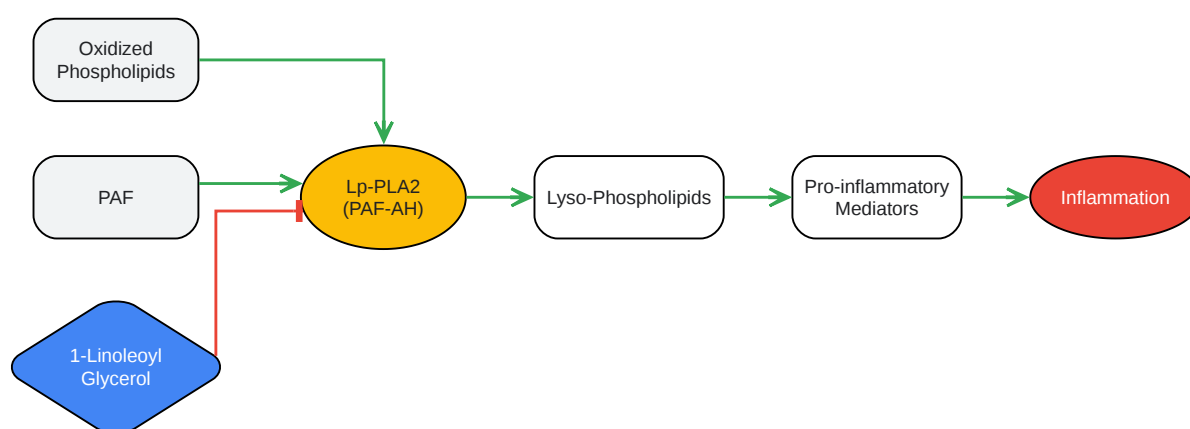 Oxidized
Phospholipids
PAF
Lp-PLA2
(PAF-AH)
Lyso-Phospholipids
Pro-inflammatory
Mediators
Inflammation
1-Linoleoyl
Glycerol